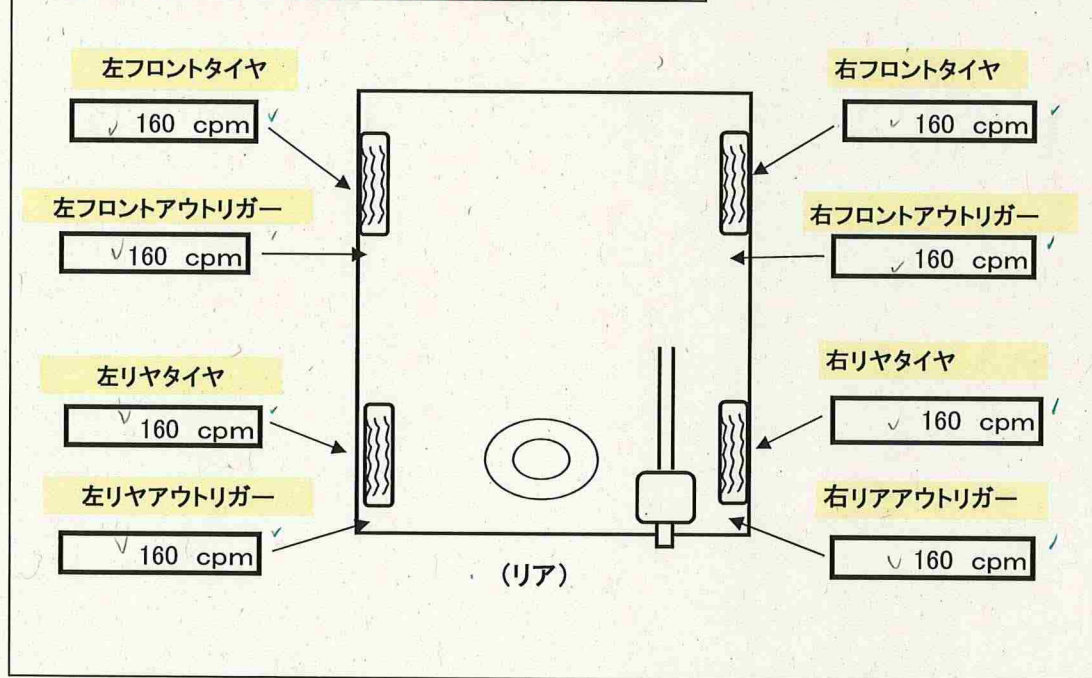 左フロントタイヤ
160 cpm
右フロントタイヤ
160 cpm
左フロントアウトリガー
160 cpm
右フロントアウトリガー
160 cpm
左リヤタイヤ
160 cpm
右リヤタイヤ
160 cpm
左リヤアウトリガー
160 cpm
右リアアウトリガー
160 cpm
(リア)